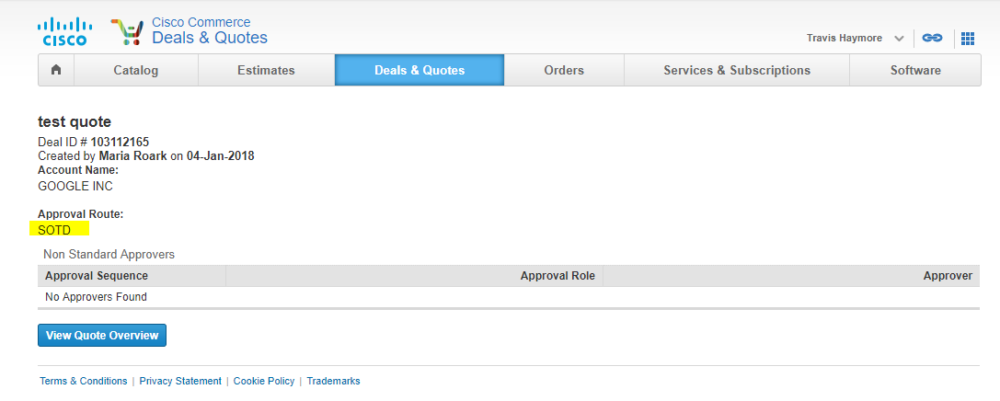 CISCO
Cisco Commerce
Deals & Quotes
Travis Haymore
Catalog Estimates Deals & Quotes Orders Services & Subscriptions Software
test quote
Deal ID # 103112165
Created by Maria Roark on 04-Jan-2018
Account Name:
GOOGLE INC
Approval Route:
SOTD
Non Standard Approvers
Approval Sequence Approval Role Approver
No Approvers Found
View Quote Overview
Terms & Conditions | Privacy Statement | Cookie Policy | Trademarks